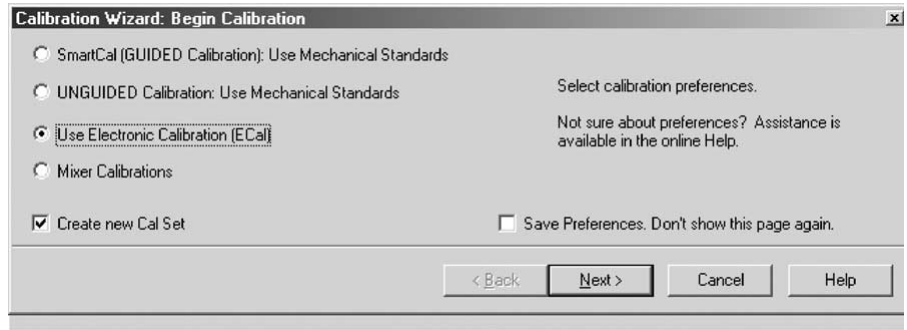 Calibration Wizard: Begin Calibration
SmartCal (GUIDED Calibration): Use Mechanical Standards
UNGUIDED Calibration: Use Mechanical Standards
Use Electronic Calibration (ECal)
Mixer Calibrations
Select calibration preferences.
Not sure about preferences? Assistance is
available in the online Help.
Create new Cal Set
Save Preferences. Don't show this page again.
< Back
Next >
Cancel
Help